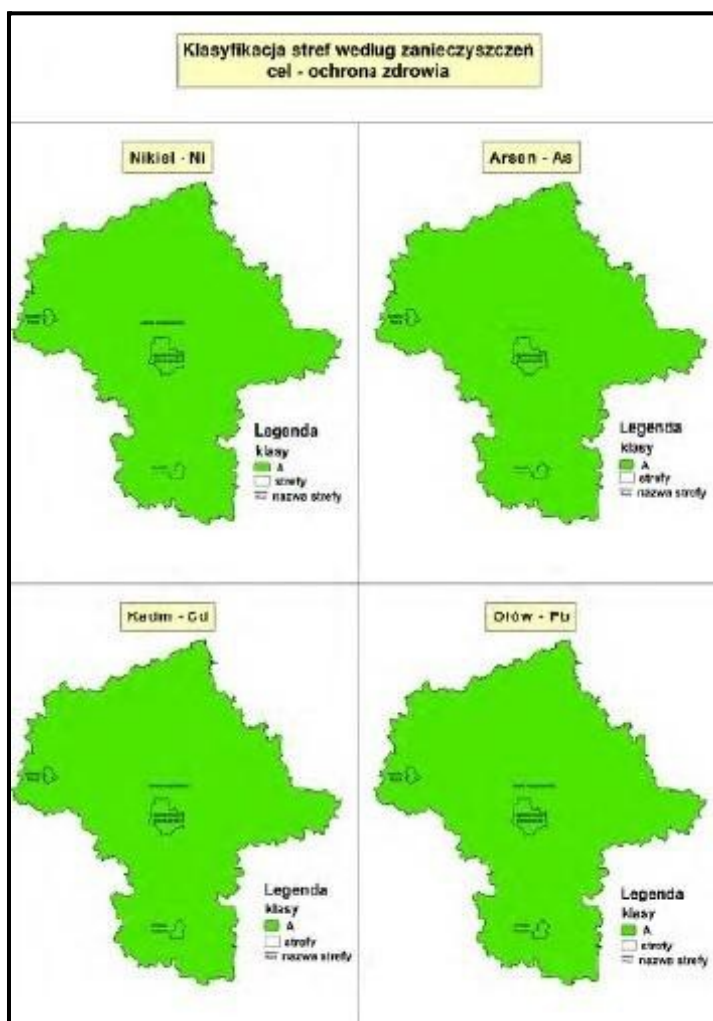 Klasyfikacja stref według zanieczyszczeń
cel - ochrona zdrowia
Nikiel - Ni
Arsen - As
Legenda
klasy
A
strefy
nazwa strefy
Legenda
klasy
A
strefy
nazwa strefy
Kadm - Cd
Ołów - Pb
Legenda
klasy
A
strefy
nazwa strefy
Legenda
klasy
A
strefy
nazwa strefy